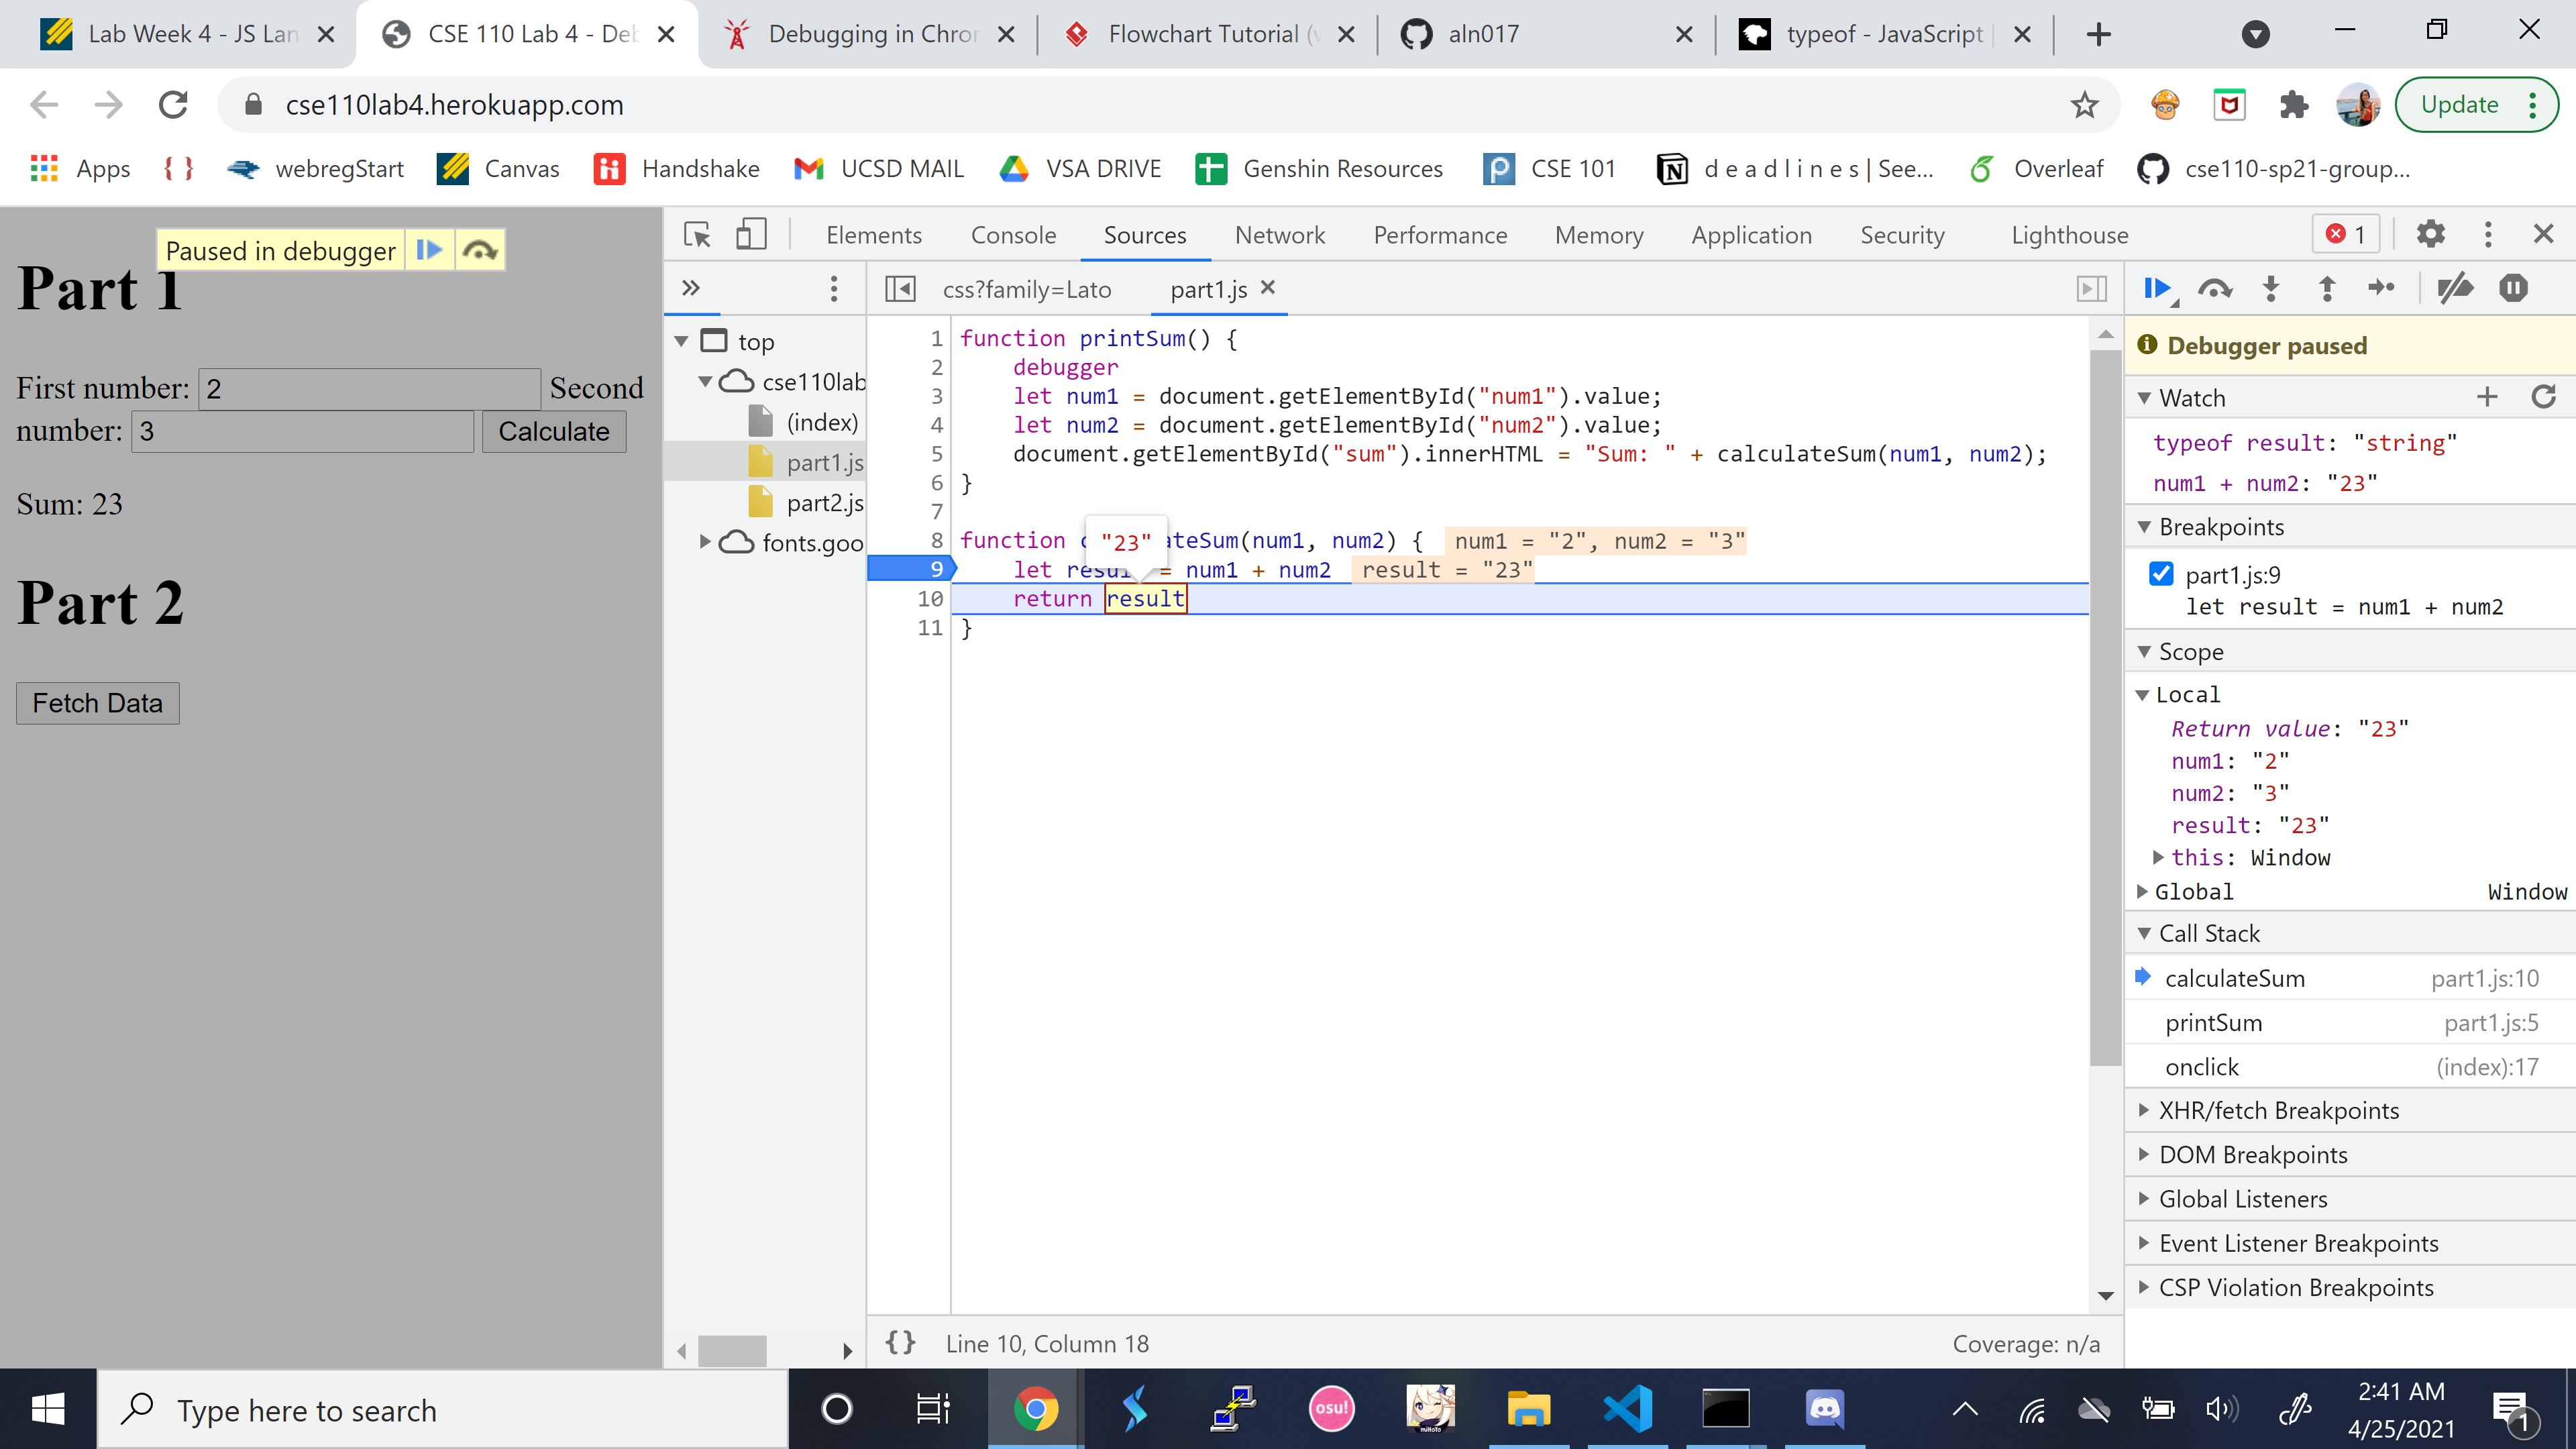 Lab Week 4 - JS Lan
CSE 110 Lab 4 - Deb
Debugging in Chror
Flowchart Tutorial (
aln017
typeof - JavaScript |
cse110lab4.herokuapp.com
Update
Apps
webregStart
Canvas
Handshake
UCSD MAIL
VSA DRIVE
Genshin Resources
CSE 101
d e a d l i n e s | See...
Overleaf
cse110-sp21-group...
Paused in debugger
Part 1
First number: 2 Second
number: 3 Calculate
Sum: 23
Part 2
Fetch Data
Elements Console Sources Network Performance Memory Application Security Lighthouse 1
top
cse110lab
(index)
part1.js
part2.js
fonts.goo
css?family=Lato part1.js
1 function printSum() {
2 debugger
3 let num1 = document.getElementById("num1").value;
4 let num2 = document.getElementById("num2").value;
5 document.getElementById("sum").innerHTML = "Sum: " + calculateSum(num1, num2);
6 }
7
8 function c ateSum(num1, num2) { num1 = "2", num2 = "3"
"23"
9 let resul = num1 + num2 result = "23"
10 return result
11 }
{} Line 10, Column 18 Coverage: n/a
Debugger paused
Watch
typeof result: "string"
num1 + num2: "23"
Breakpoints
part1.js:9
let result = num1 + num2
Scope
Local
Return value: "23"
num1: "2"
num2: "3"
result: "23"
this: Window
Global Window
Call Stack
calculateSum part1.js:10
printSum part1.js:5
onclick (index):17
XHR/fetch Breakpoints
DOM Breakpoints
Global Listeners
Event Listener Breakpoints
CSP Violation Breakpoints
Type here to search
osu!
miHoYo
2:41 AM
4/25/2021
1